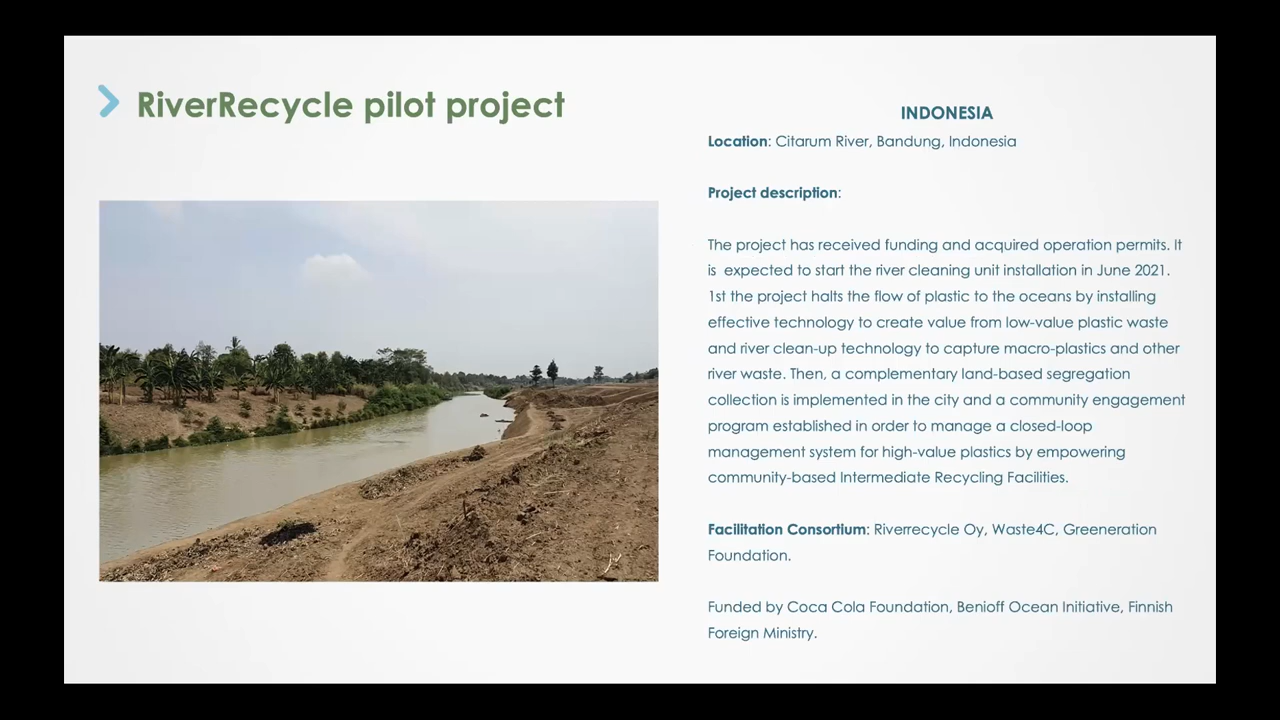 RiverRecycle pilot project
INDONESIA
Location: Citarum River, Bandung, Indonesia
Project description:
The project has received funding and acquired operation permits. It
is  expected to start the river cleaning unit installation in June 2021.
1st the project halts the flow of plastic to the oceans by installing
effective technology to create value from low-value plastic waste
and river clean-up technology to capture macro-plastics and other
river waste. Then, a complementary land-based segregation
collection is implemented in the city and a community engagement
program established in order to manage a closed-loop
management system for high-value plastics by empowering
community-based Intermediate Recycling Facilities.
Facilitation Consortium: Riverrecycle Oy, Waste4C, Greeneration
Foundation.
Funded by Coca Cola Foundation, Benioff Ocean Initiative, Finnish
Foreign Ministry.